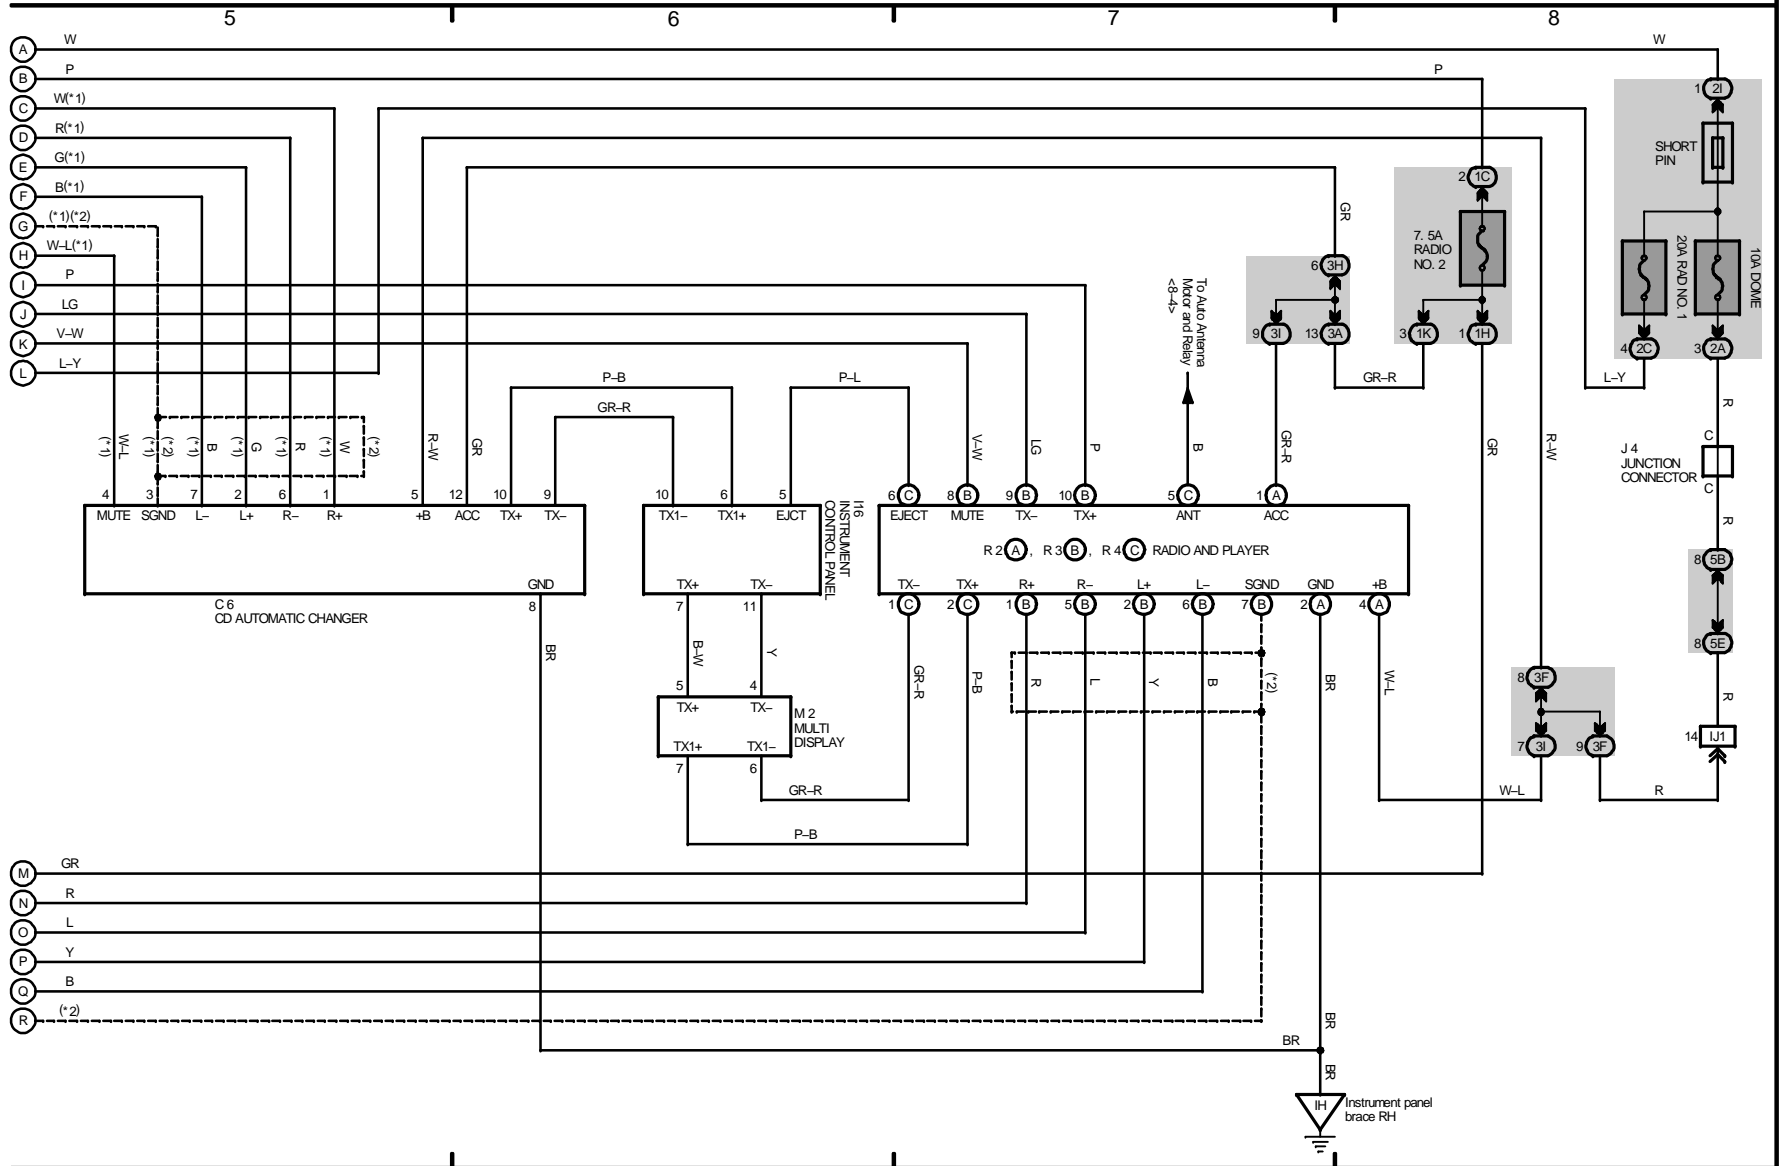 5 6 7 8
A W W
B P P
C W(*1)
D R(*1)
E G(*1)
F B(*1)
G (*1)(*2)
H W–L(*1)
I P
J LG
K V–W
L L–Y
1 2I
SHORT
PIN
20A RAD NO. 1
10A DOME
4 2C 3 2A
2 1C
7. 5A
RADIO
NO. 2
3 1K 1 1H
GR
6 3H
9 3I 13 3A
To Auto Antenna
Motor and Relay
<8–4>
GR–R L–Y
P–B P–L
GR–R
(*1) W–L (*1) (*2) (*1) B (*1) G (*1) R (*1) W (*2) R–W GR
V–W LG P B GR–R GR R–W R
C
J 4
JUNCTION
CONNECTOR
C
R
4 3 7 2 6 1 5 12 10 9
MUTE SGND L– L+ R– R+ +B ACC TX+ TX–
GND
8
C 6
CD AUTOMATIC CHANGER
BR
10 6 5
TX1– TX1+ EJCT
I16
INSTRUMENT
CONTROL PANEL
TX+ TX–
7 11
B–W Y
5 4
TX+ TX–
M 2
MULTI
DISPLAY
TX1+ TX1–
7 6
GR–R
P–B
6 C 8 B 9 B 10 B 5 C 1 A
EJECT MUTE TX– TX+ ANT ACC
R 2 A , R 3 B , R 4 C RADIO AND PLAYER
TX– TX+ R+ R– L+ L– SGND GND +B
1 C 2 C 1 B 5 B 2 B 6 B 7 B 2 A 4 A
GR–R P–B R L Y B (*2) BR W–L
8 5B
8 5E
R
8 3F
7 3I 9 3F
14 IJ1
W–L R
M GR
N R
O L
P Y
Q B
R (*2)
BR
BR
BR
IH
Instrument panel
brace RH